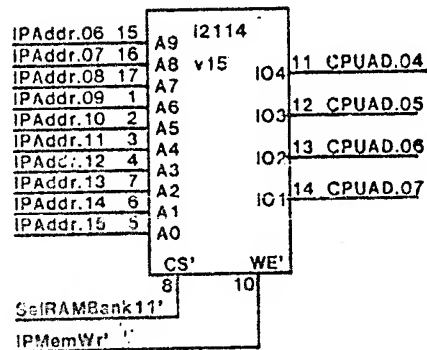 i2114
IPAddr.06 15 A9
IPAddr.07 16 A8 v15
IPAddr.08 17 A7 IO4 11 CPUAD.04
IPAddr.09 1 A6
IPAddr.10 2 A5 IO3 12 CPUAD.05
IPAddr.11 3 A4
IPAddr.12 4 A3 IO2 13 CPUAD.06
IPAddr.13 7 A2
IPAddr.14 6 A1 IO1 14 CPUAD.07
IPAddr.15 5 A0
CS' WE'
8 10
SelRAMBank11'
IPMemWr'